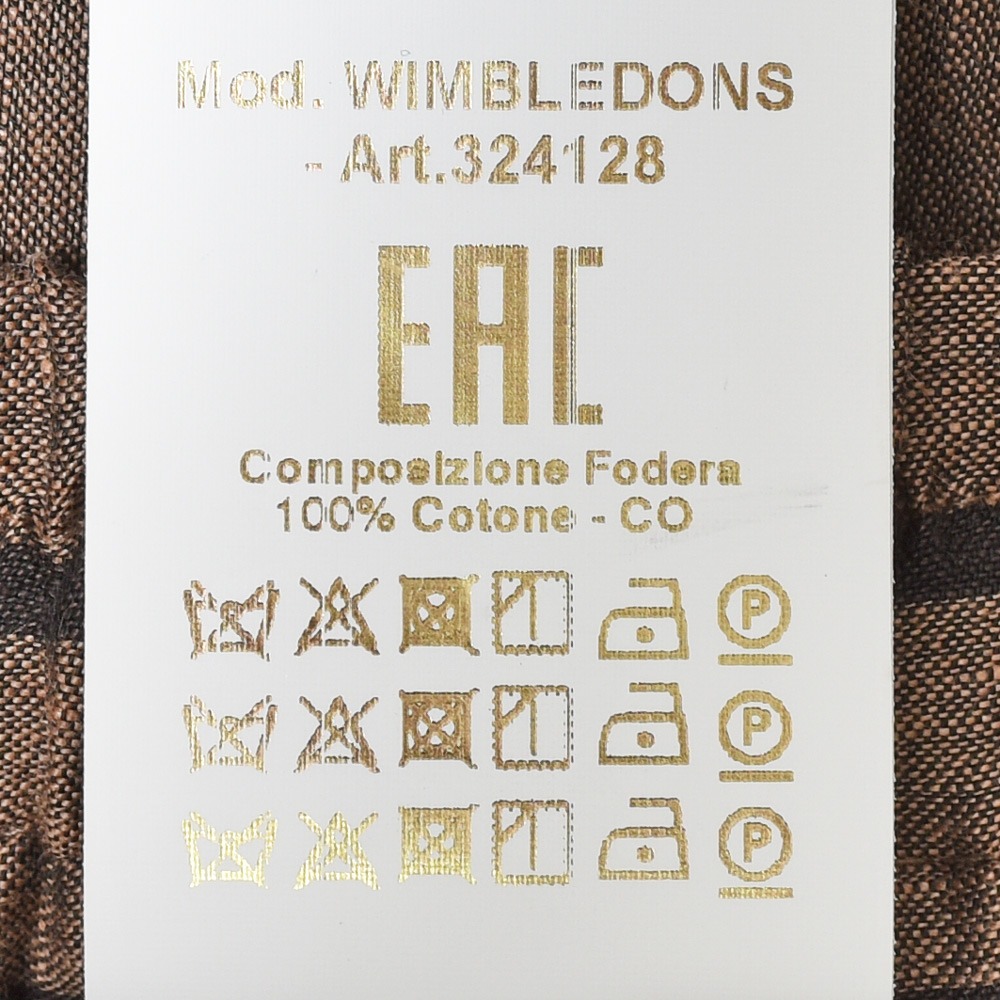 Mod. WIMBLEDONS
- Art.324128
EAC
Composizione Fodera
100% Cotone - CO
P
P
P